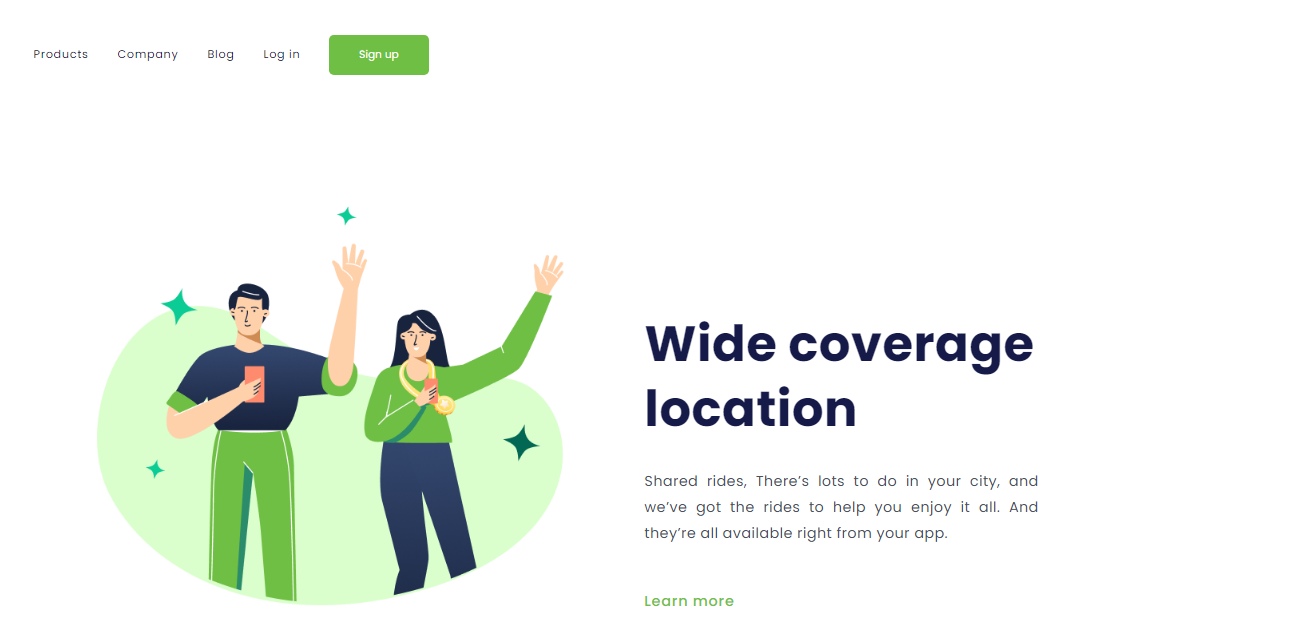 Products Company Blog Log in Sign up
Wide coverage
location
Shared rides, There’s lots to do in your city, and
we’ve got the rides to help you enjoy it all. And
they’re all available right from your app.
Learn more